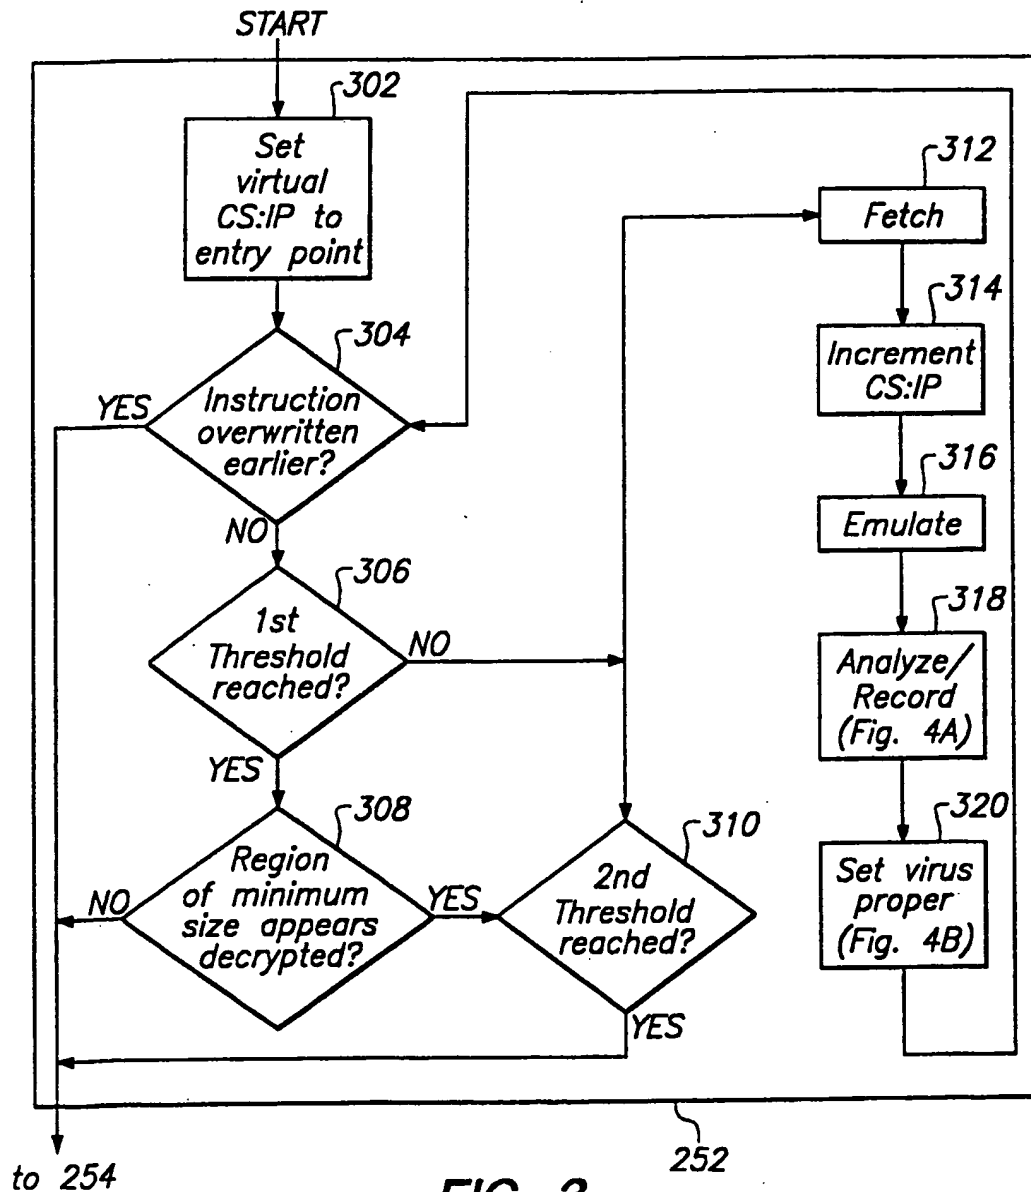 START
302
Set
virtual
CS:IP to
entry point
304
Instruction
overwritten
earlier?
YES
NO
306
1st
Threshold
reached?
NO
YES
308
Region
of minimum
size appears
decrypted?
NO
YES
310
2nd
Threshold
reached?
YES
312
Fetch
314
Increment
CS:IP
316
Emulate
318
Analyze/
Record
(Fig. 4A)
320
Set virus
proper
(Fig. 4B)
252
to 254